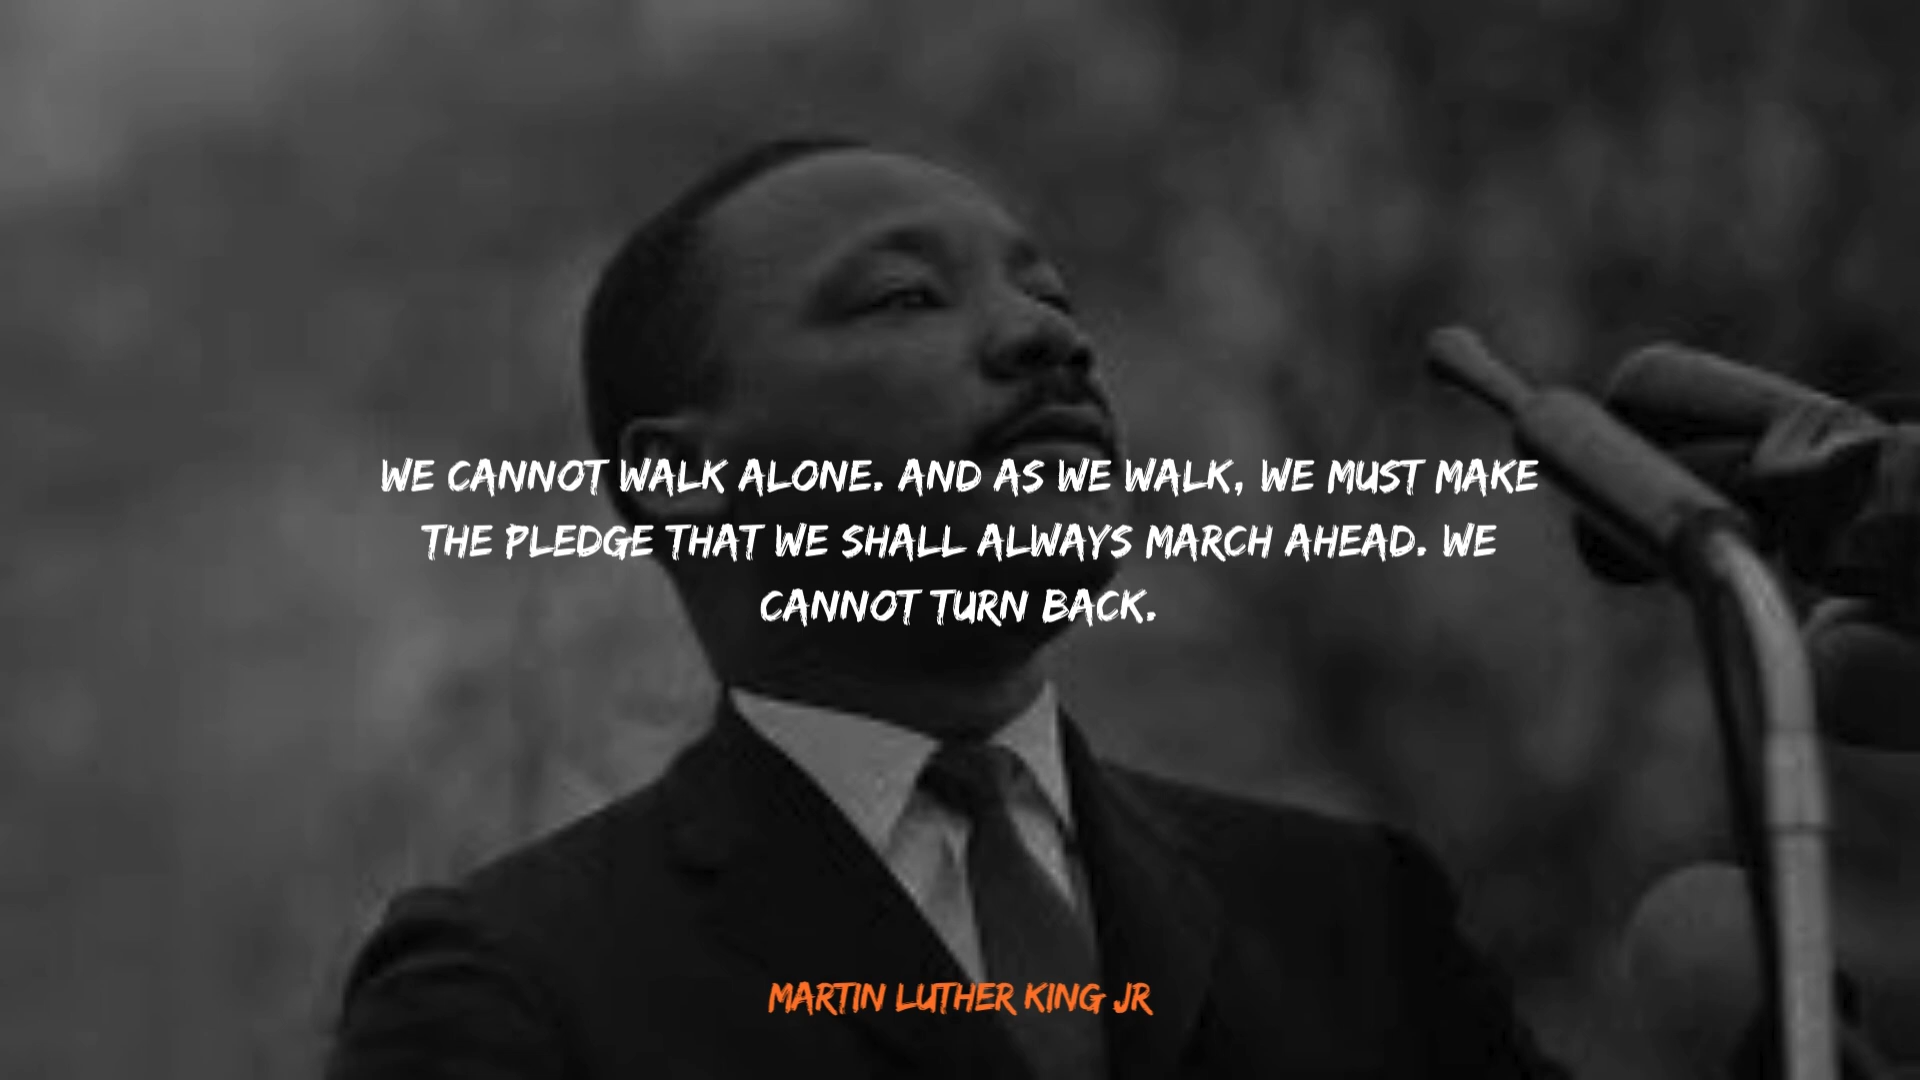 WE CANNOT WALK ALONE. AND AS WE WALK, WE MUST MAKE
THE PLEDGE THAT WE SHALL ALWAYS MARCH AHEAD. WE
CANNOT TURN BACK.
MARTIN LUTHER KING JR